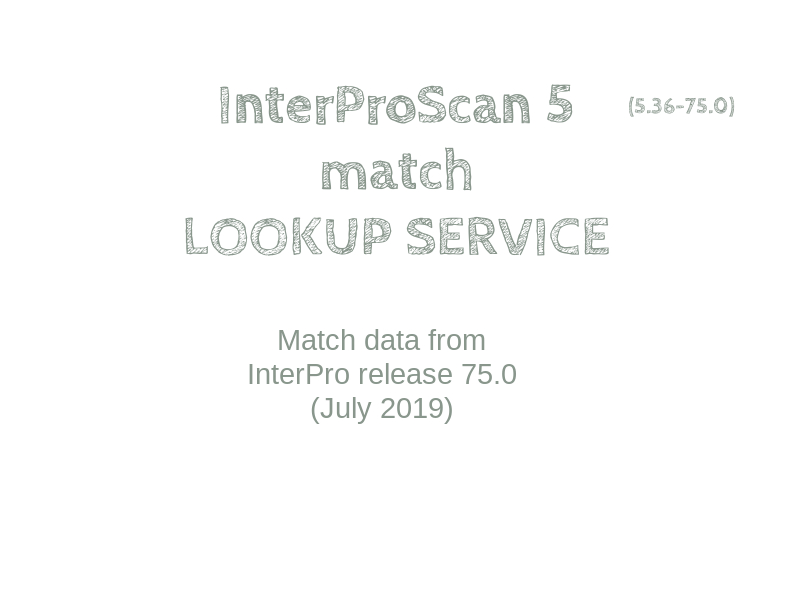 InterProScan 5 (5.36-75.0)
match
LOOKUP SERVICE
Match data from
InterPro release 75.0
(July 2019)